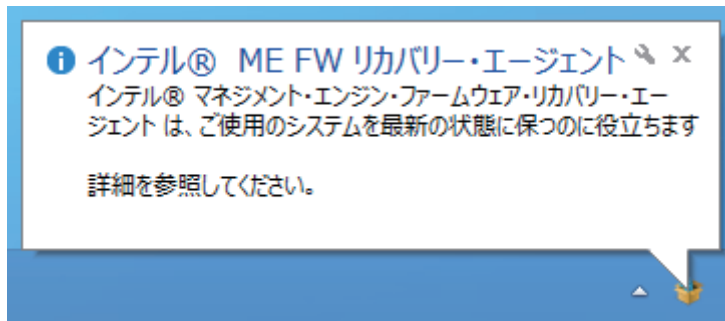 インテル® ME FW リカバリー・エージェント
インテル® マネジメント・エンジン・ファームウェア・リカバリー・エー
ジェント は、ご使用のシステムを最新の状態に保つのに役立ちます
詳細を参照してください。